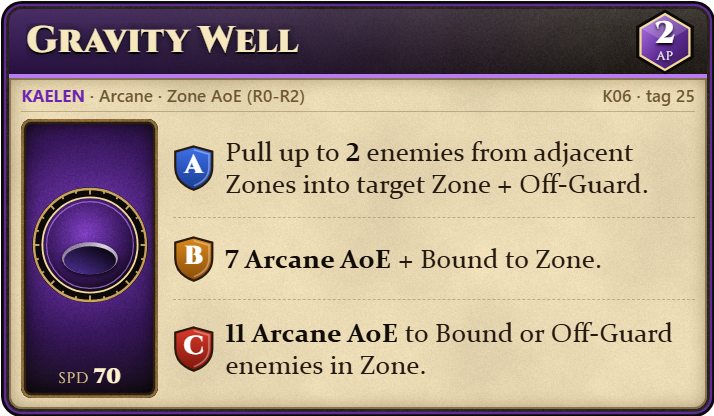 GRAVITY WELL
2
AP
KAELEN · Arcane · Zone AoE (R0-R2)
K06 · tag 25
A
Pull up to 2 enemies from adjacent
Zones into target Zone + Off-Guard.
B
7 Arcane AoE + Bound to Zone.
C
11 Arcane AoE to Bound or Off-Guard
enemies in Zone.
SPD 70